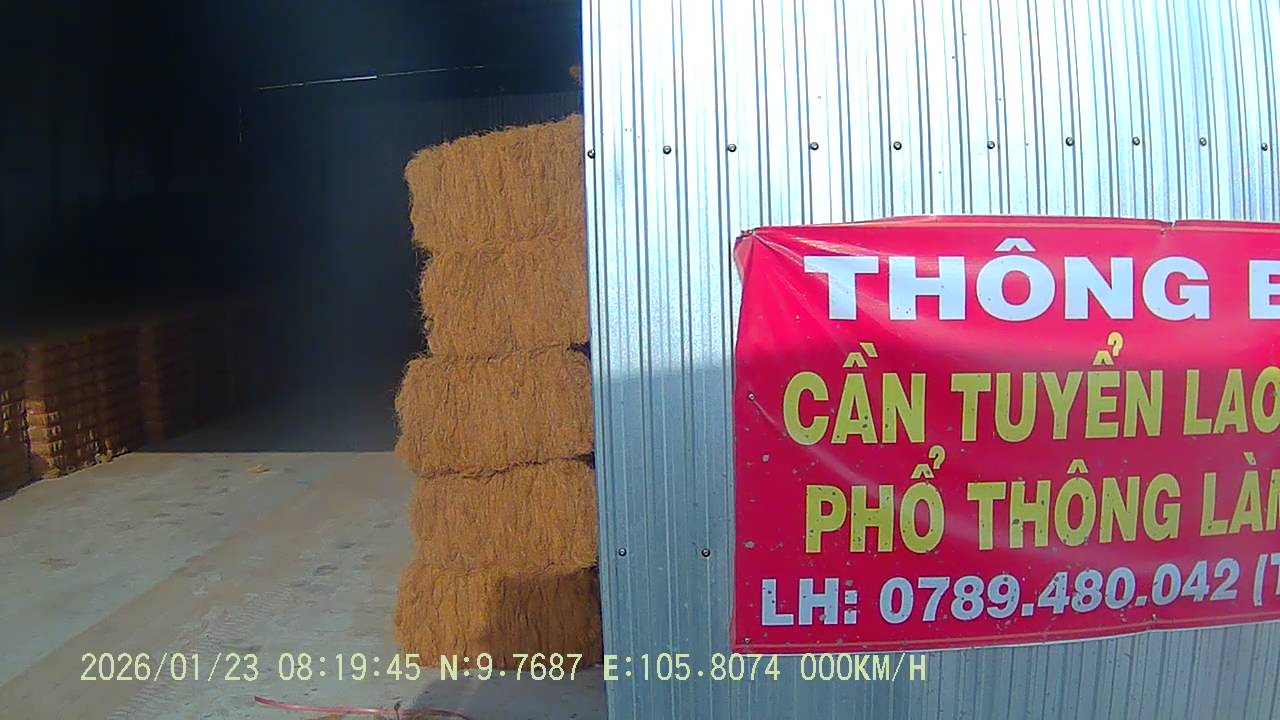 THÔNG B
CẦN TUYỂN LAO
PHỔ THÔNG LÀM
LH: 0789.480.042 (T
2026/01/23 08:19:45 N:9.7687 E:105.8074 000KM/H